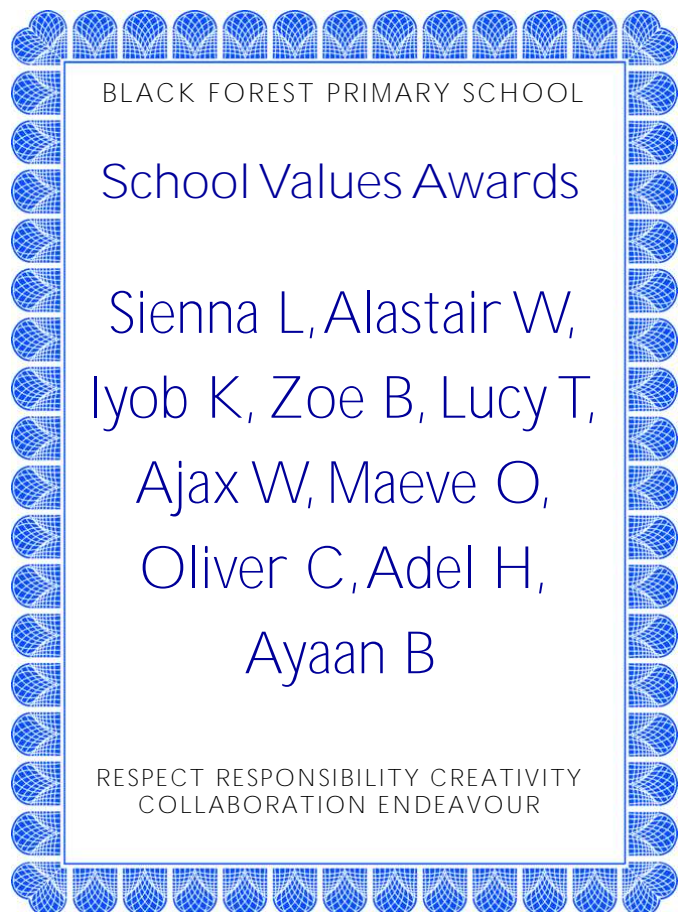 BLACK FOREST PRIMARY SCHOOL
School Values Awards
Sienna L, Alastair W,
Iyob K, Zoe B, Lucy T,
Ajax W, Maeve O,
Oliver C, Adel H,
Ayaan B
RESPECT RESPONSIBILITY CREATIVITY
COLLABORATION ENDEAVOUR